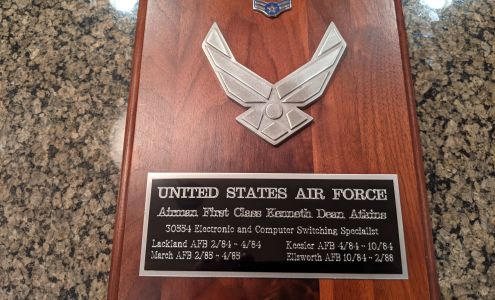 UNITED STATES AIR FORCE
Airman First Class Kenneth Dean Atkins
30554 Electronic and Computer Switching Specialist
Lackland AFB 2/84 - 4/84 Keesler AFB 4/84 - 10/84
March AFB 2/85 - 4/85 Ellsworth AFB 10/84 - 2/88